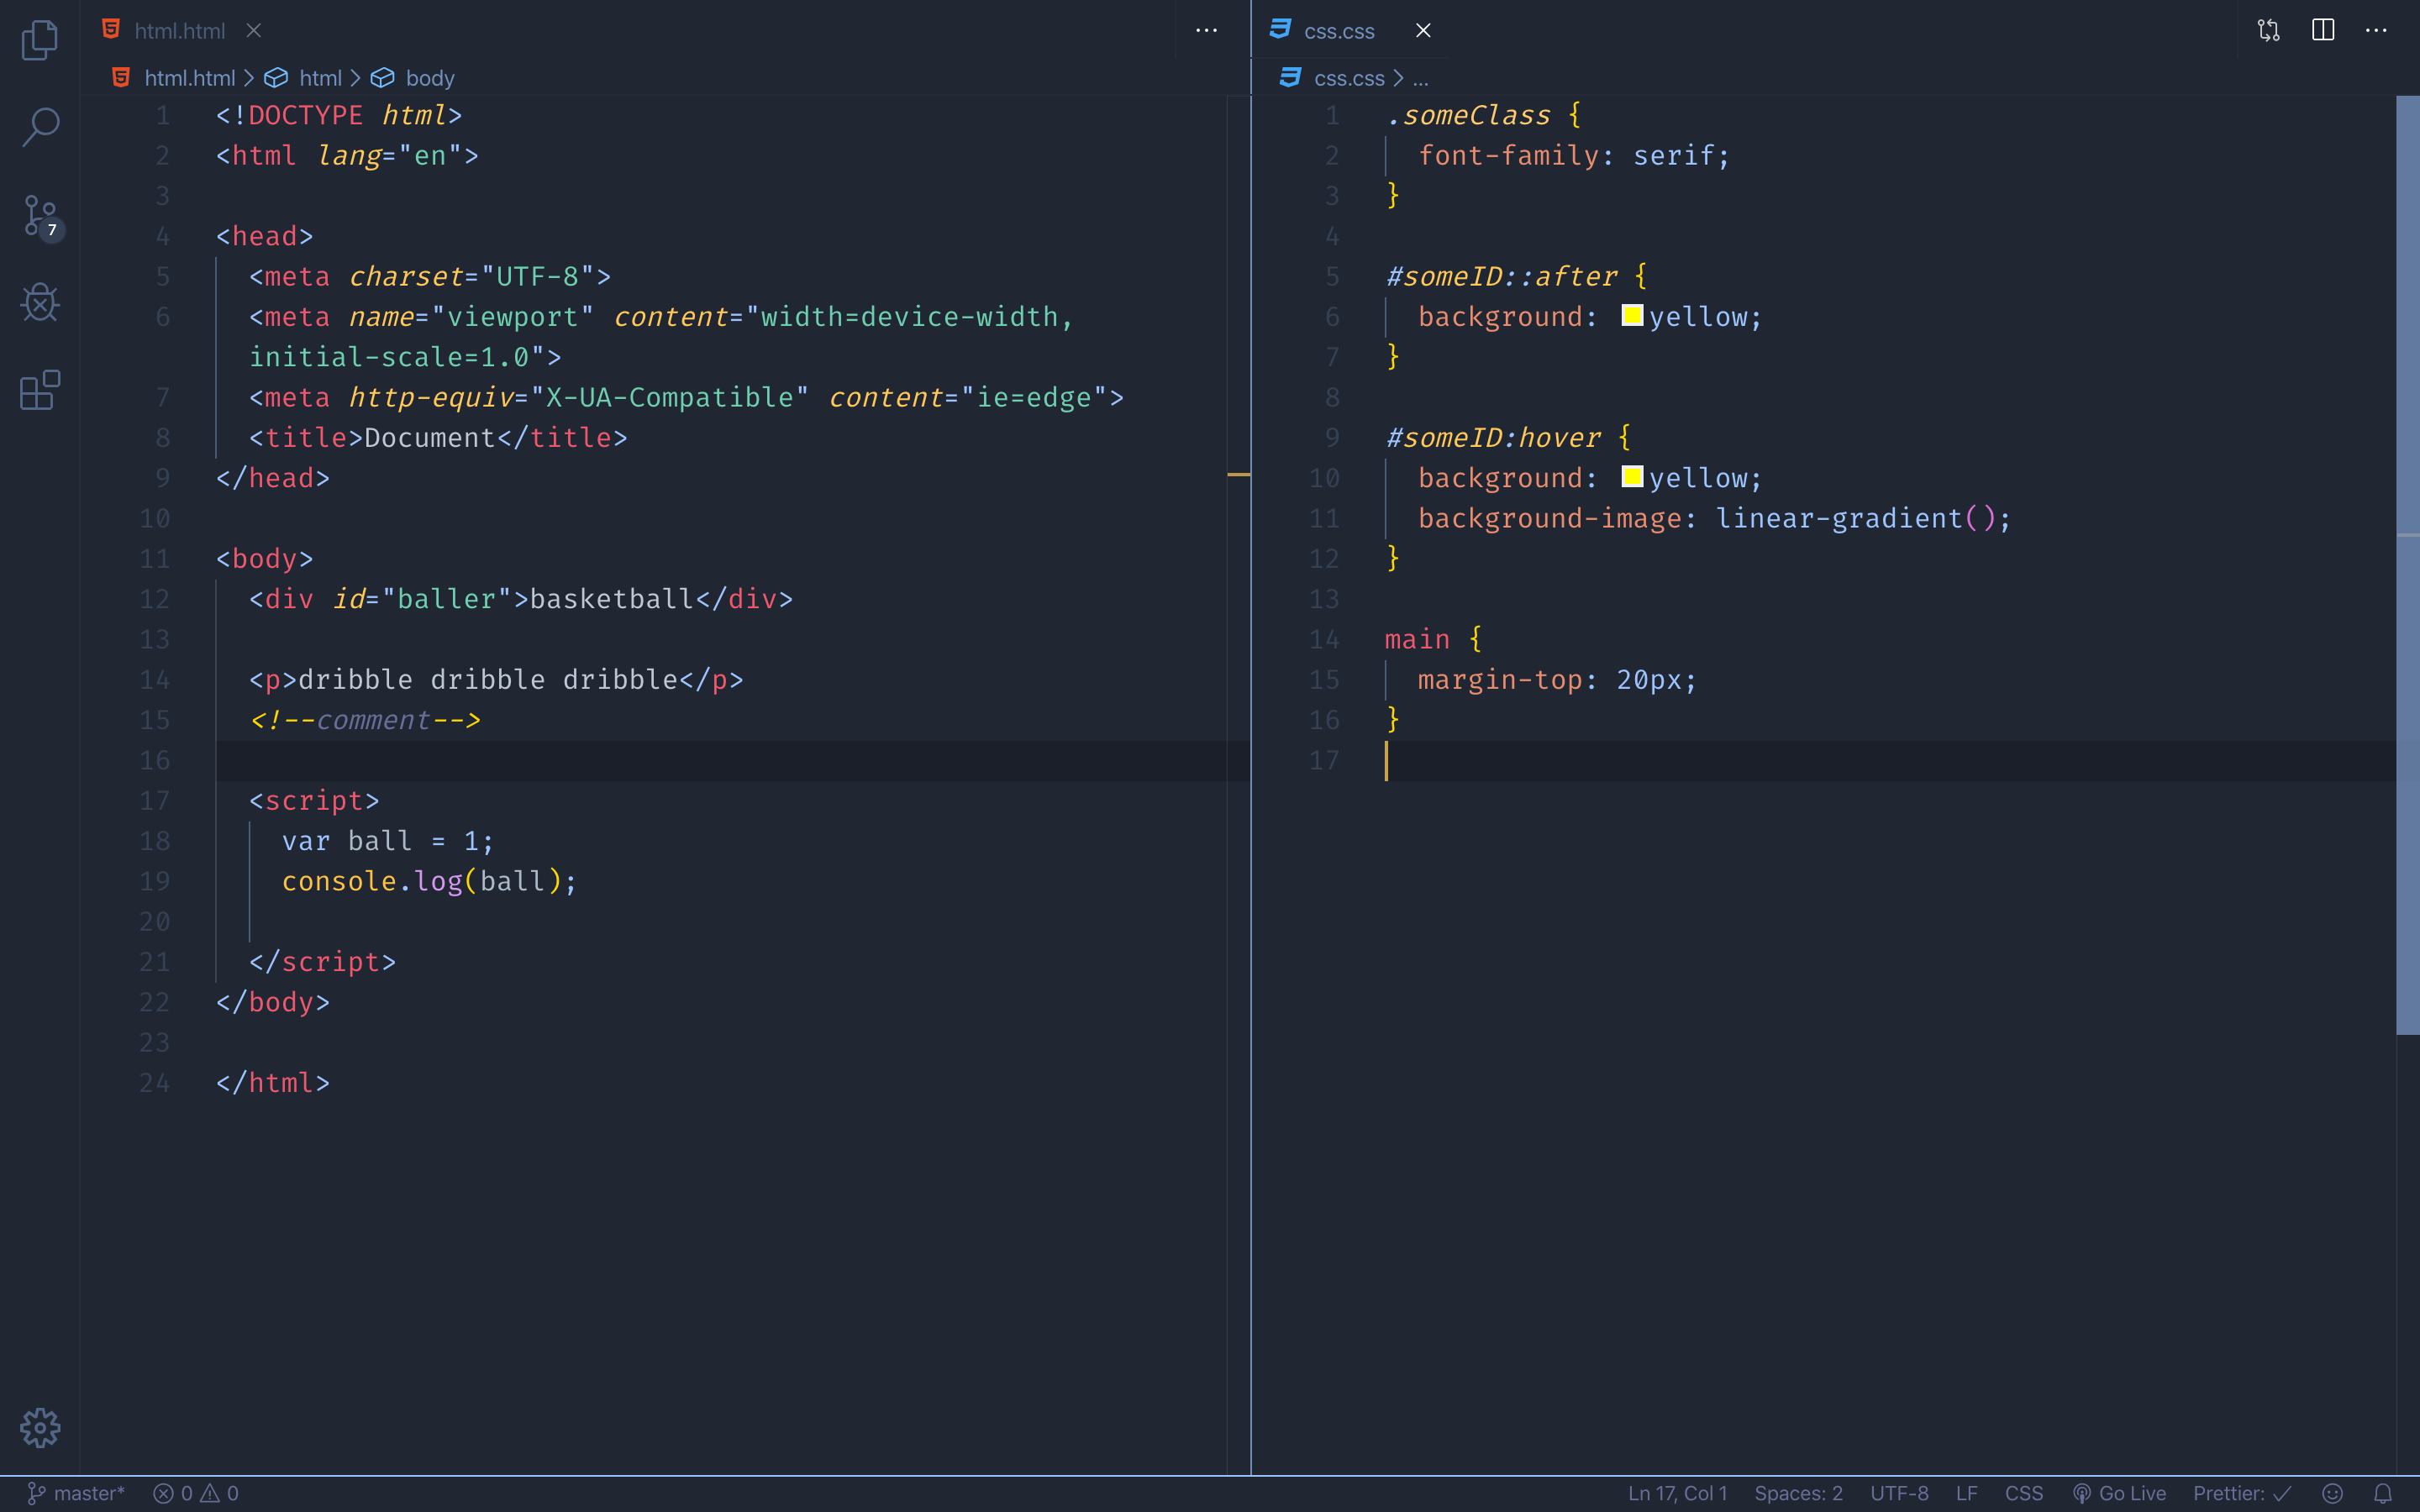 html.html
html.html > html > body
1 <!DOCTYPE html>
2 <html lang="en">
3
4 <head>
5 <meta charset="UTF-8">
6 <meta name="viewport" content="width=device-width,
initial-scale=1.0">
7 <meta http-equiv="X-UA-Compatible" content="ie=edge">
8 <title>Document</title>
9 </head>
10
11 <body>
12 <div id="baller">basketball</div>
13
14 <p>dribble dribble dribble</p>
15 <!--comment-->
16
17 <script>
18 var ball = 1;
19 console.log(ball);
20
21 </script>
22 </body>
23
24 </html>
css.css
css.css > ...
1 .someClass {
2 font-family: serif;
3 }
4
5 #someID::after {
6 background: yellow;
7 }
8
9 #someID:hover {
10 background: yellow;
11 background-image: linear-gradient();
12 }
13
14 main {
15 margin-top: 20px;
16 }
17
7
master* 0 0 Ln 17, Col 1 Spaces: 2 UTF-8 LF CSS Go Live Prettier: ✓